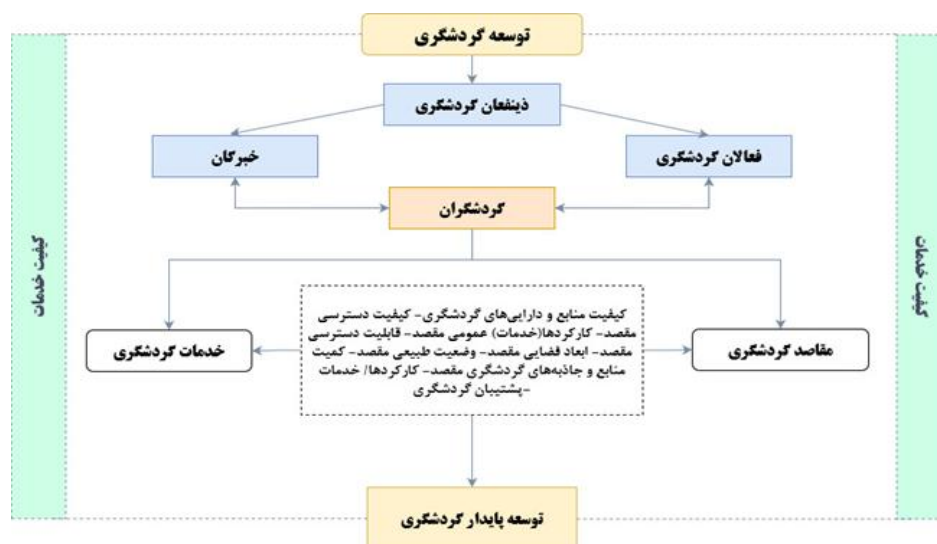 توسعه گردشگری
ذینفعان گردشگری
فعالان گردشگری
خبرگان
گردشگران
کیفیت خدمات
کیفیت خدمات
کیفیت منابع و دارایی‌های گردشگری- کیفیت دسترسی
مقصد- کارکردها(خدمات) عمومی مقصد- قابلیت دسترسی
مقصد- ابعاد فضایی مقصد- وضعیت طبیعی مقصد- کمیت
منابع و جاذبه‌های گردشگری مقصد- کارکردها/ خدمات
پشتیبان گردشگری-
مقاصد گردشگری
خدمات گردشگری
توسعه پایدار گردشگری